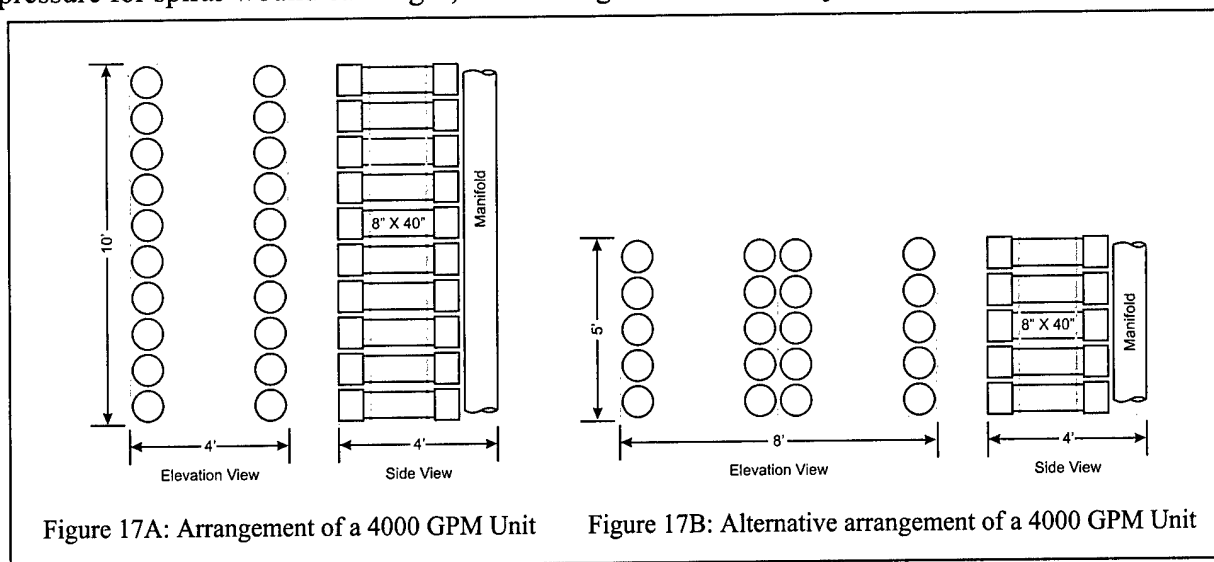 pressure for spiral
10'
8" X 40"
Manifold
4'
4'
Elevation View
Side View
Figure 17A: Arrangement of a 4000 GPM Unit
5'
8" X 40"
Manifold
8'
4'
Elevation View
Side View
Figure 17B: Alternative arrangement of a 4000 GPM Unit